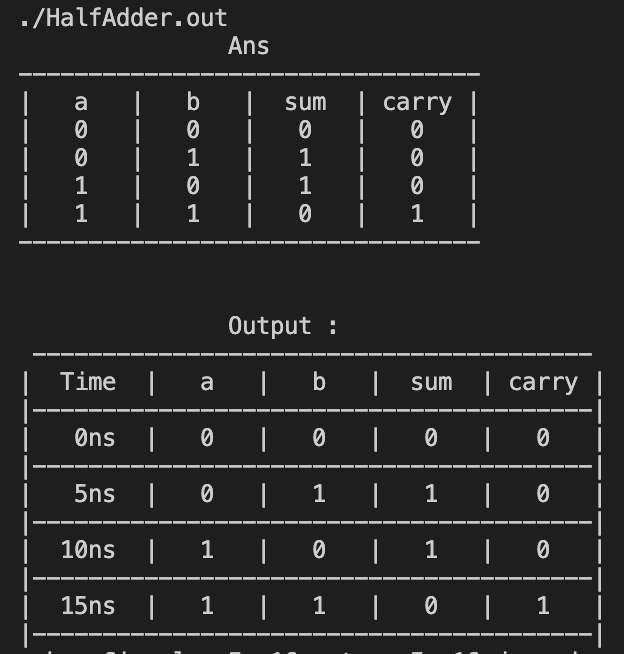 ./HalfAdder.out
Ans
---------------------------------
| a | b | sum | carry |
| 0 | 0 | 0 | 0 |
| 0 | 1 | 1 | 0 |
| 1 | 0 | 1 | 0 |
| 1 | 1 | 0 | 1 |
---------------------------------
Output :
----------------------------------------
| Time | a | b | sum | carry |
|----------------------------------------|
| 0ns | 0 | 0 | 0 | 0 |
|----------------------------------------|
| 5ns | 0 | 1 | 1 | 0 |
|----------------------------------------|
| 10ns | 1 | 0 | 1 | 0 |
|----------------------------------------|
| 15ns | 1 | 1 | 0 | 1 |
|----------------------------------------|